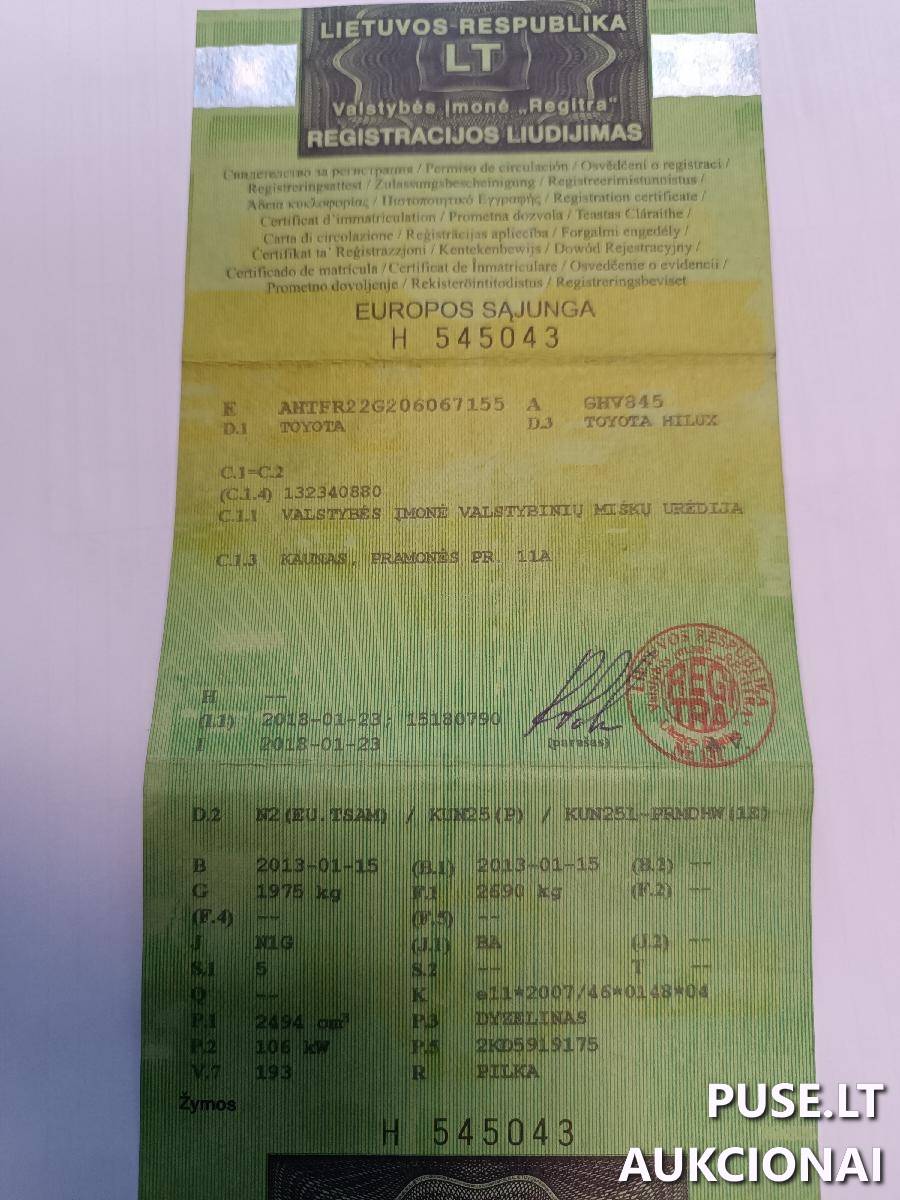 LIETUVOS RESPUBLIKA
LT
Valstybės įmonė „Regitra"
REGISTRACIJOS LIUDIJIMAS
Свидетелство за регистрация / Permiso de circulación / Osvědčení o registraci /
Registreringsattest / Zulassungsbescheinigung / Registreerimistunnistus /
Άδεια κυκλοφορίας / Πιστοποιητικό Εγγραφής / Registration certificate /
Certificat d'immatriculation / Prometna dozvola / Teastas Cláraithe /
Carta di circolazione / Reģistrācijas apliecība / Forgalmi engedély /
Ċertifikat ta' Reġistrazzjoni / Kentekenbewijs / Dowód Rejestracyjny /
Certificado de matrícula / Certificat de Înmatriculare / Osvedčenie o evidencii /
Prometno dovoljenje / Rekisteröintitodistus / Registreringsbeviset
EUROPOS SĄJUNGA
H 545043
E AHTFR22G206067155 A GHV845
D.1 TOYOTA D.3 TOYOTA HILUX
C.1=C.2
(C.1.4) 132340880
C.1.1 VALSTYBĖS ĮMONĖ VALSTYBINIŲ MIŠKŲ URĖDIJA
C.1.3 KAUNAS, PRAMONĖS PR. 11A
H --
(I.1) 2018-01-23; 15180790
I 2018-01-23
(parašas)
LIETUVOS RESPUBLIKA
REGI
TRA
D.2 N2(EU.TSAM) / KUN25(P) / KUN25L-PRMDHW(1E)
B 2013-01-15 (B.1) 2013-01-15 (B.2) --
G 1975 kg F.1 2690 kg (F.2) --
(F.4) -- (F.5) --
J N1G (J.1) BA (J.2) --
S.1 5 S.2 -- T --
Q -- K e11*2007/46*0148*04
P.1 2494 cm³ P.3 DYZELINAS
P.2 106 kW P.5 2KD5919175
V.7 193 R PILKA
Žymos
H 545043
PUSE.LT
AUKCIONAI